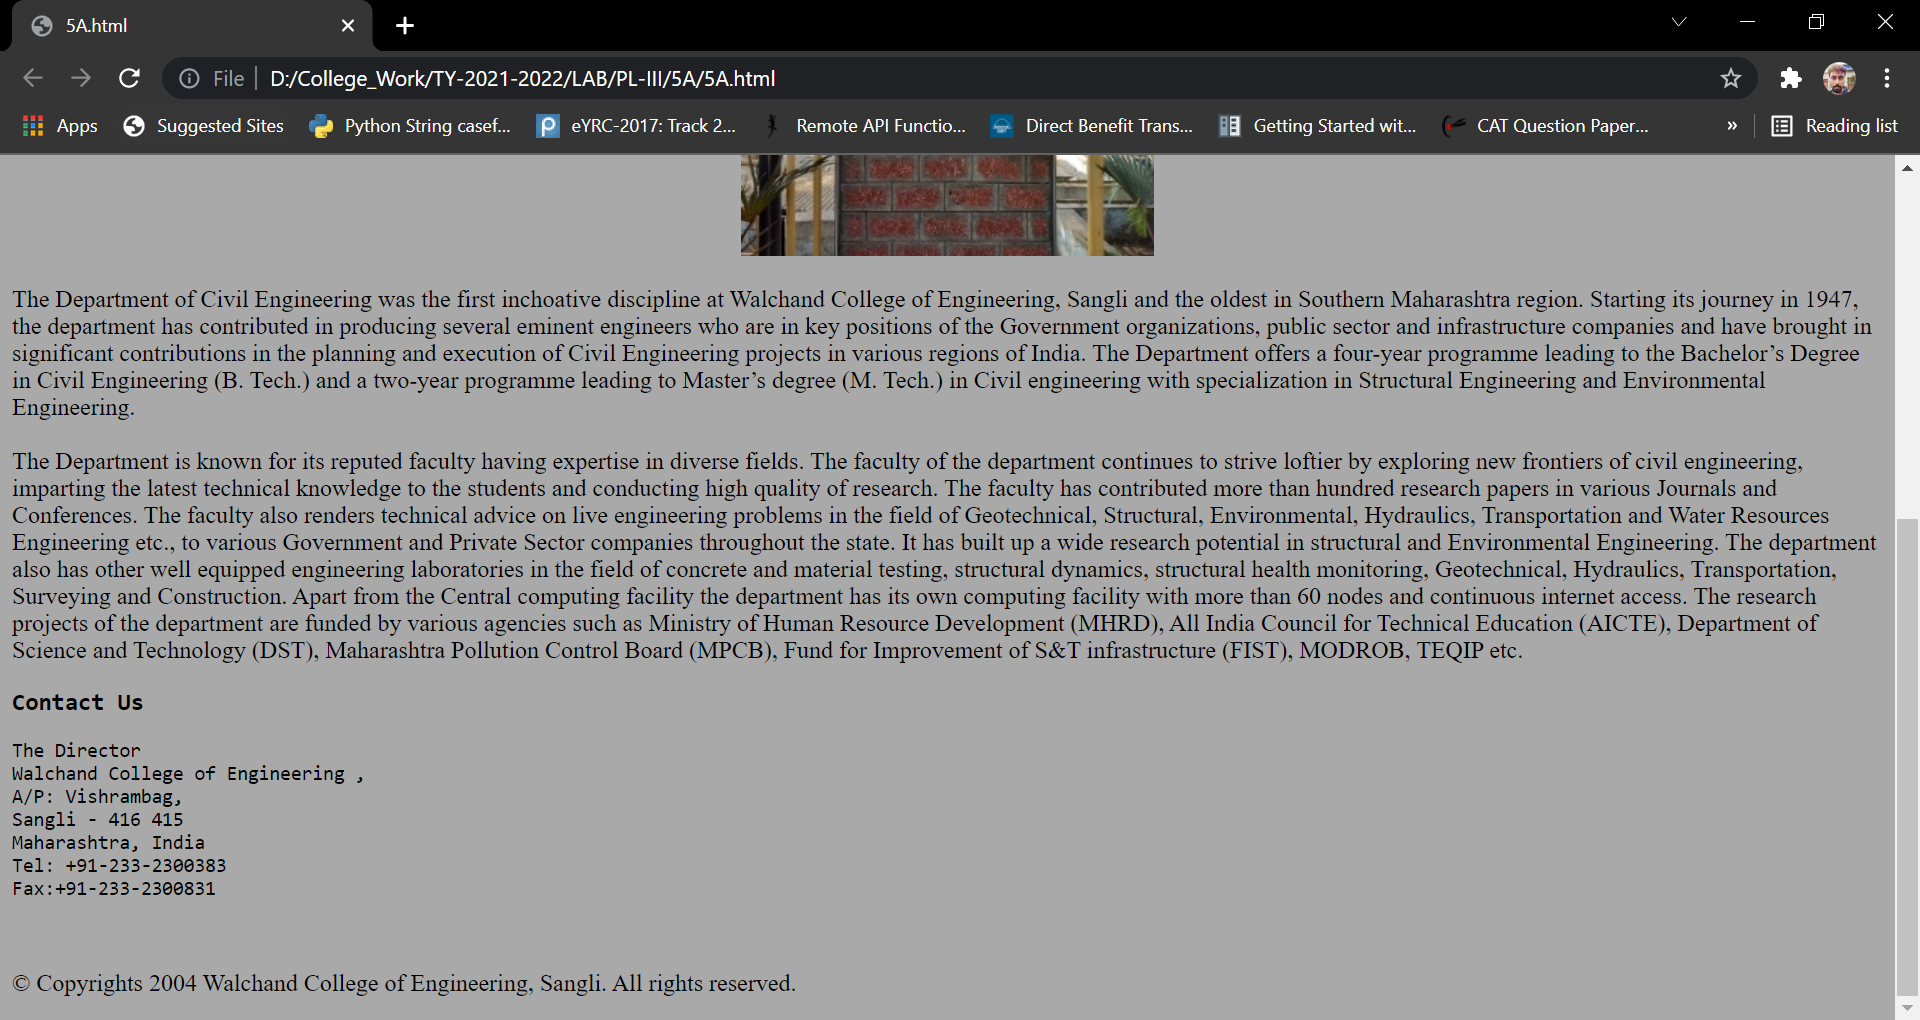 5A.html
File D:/College_Work/TY-2021-2022/LAB/PL-III/5A/5A.html
Apps Suggested Sites Python String casef... eYRC-2017: Track 2... Remote API Functio... Direct Benefit Trans... Getting Started wit... CAT Question Paper... » Reading list
The Department of Civil Engineering was the first inchoative discipline at Walchand College of Engineering, Sangli and the oldest in Southern Maharashtra region. Starting its journey in 1947,
the department has contributed in producing several eminent engineers who are in key positions of the Government organizations, public sector and infrastructure companies and have brought in
significant contributions in the planning and execution of Civil Engineering projects in various regions of India. The Department offers a four-year programme leading to the Bachelor’s Degree
in Civil Engineering (B. Tech.) and a two-year programme leading to Master’s degree (M. Tech.) in Civil engineering with specialization in Structural Engineering and Environmental
Engineering.
The Department is known for its reputed faculty having expertise in diverse fields. The faculty of the department continues to strive loftier by exploring new frontiers of civil engineering,
imparting the latest technical knowledge to the students and conducting high quality of research. The faculty has contributed more than hundred research papers in various Journals and
Conferences. The faculty also renders technical advice on live engineering problems in the field of Geotechnical, Structural, Environmental, Hydraulics, Transportation and Water Resources
Engineering etc., to various Government and Private Sector companies throughout the state. It has built up a wide research potential in structural and Environmental Engineering. The department
also has other well equipped engineering laboratories in the field of concrete and material testing, structural dynamics, structural health monitoring, Geotechnical, Hydraulics, Transportation,
Surveying and Construction. Apart from the Central computing facility the department has its own computing facility with more than 60 nodes and continuous internet access. The research
projects of the department are funded by various agencies such as Ministry of Human Resource Development (MHRD), All India Council for Technical Education (AICTE), Department of
Science and Technology (DST), Maharashtra Pollution Control Board (MPCB), Fund for Improvement of S&T infrastructure (FIST), MODROB, TEQIP etc.
Contact Us
The Director
Walchand College of Engineering ,
A/P: Vishrambag,
Sangli - 416 415
Maharashtra, India
Tel: +91-233-2300383
Fax:+91-233-2300831
© Copyrights 2004 Walchand College of Engineering, Sangli. All rights reserved.